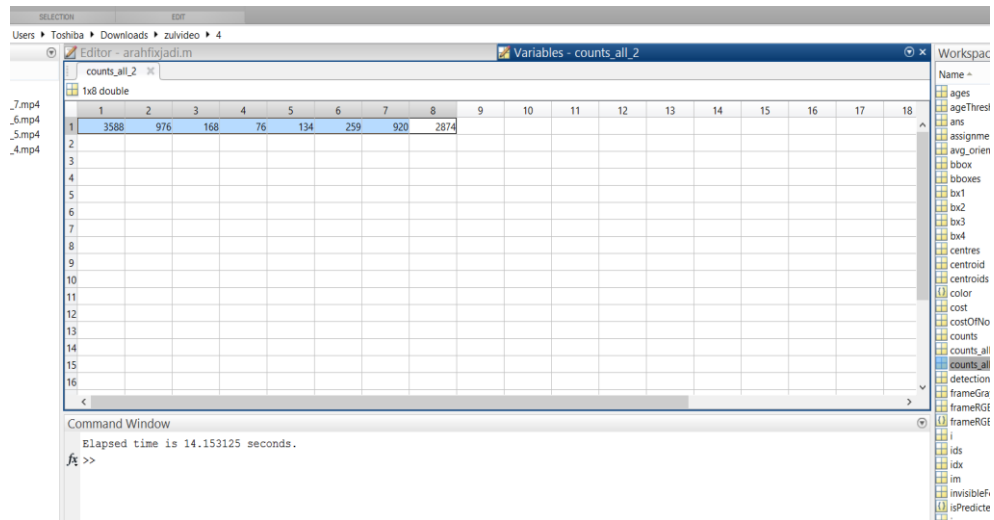 SELECTION EDIT
Users Toshiba Downloads zulvideo 4
Editor - arahfixjadi.m Variables - counts_all_2 Workspac
counts_all_2 Name
1x8 double ages
_7.mp4 1 2 3 4 5 6 7 8 9 10 11 12 13 14 15 16 17 18 ageThresh
_6.mp4 1 3588 976 168 76 134 259 920 2874 ans
_5.mp4 2 assignme
_4.mp4 3 avg_orien
bbox
4 bboxes
5 bx1
6 bx2
7 bx3
bx4
8 centres
9 centroid
10 centroids
11 color
12 cost
costOfNo
13 counts
14 counts_all
15 counts_all
16 detection
frameGra
frameRGB
Command Window frameRGB
Elapsed time is 14.153125 seconds. i
fx >> ids
idx
im
invisibleF
isPredicte